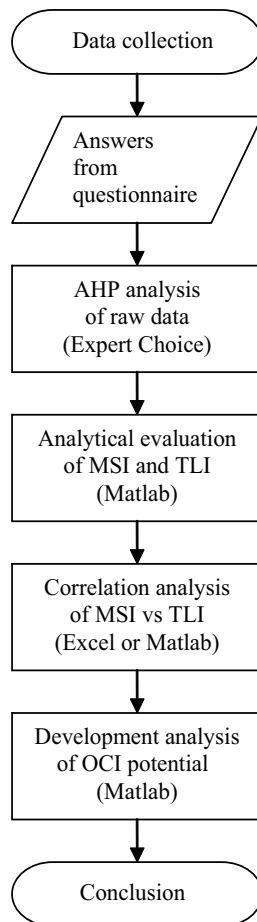 Data collection
Answers
from
questionnaire
AHP analysis
of raw data
(Expert Choice)
Analytical evaluation
of MSI and TLI
(Matlab)
Correlation analysis
of MSI vs TLI
(Excel or Matlab)
Development analysis
of OCI potential
(Matlab)
Conclusion